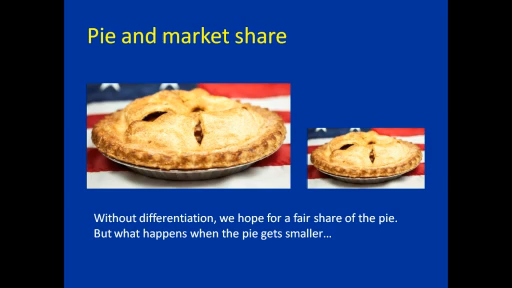 Pie and market share
Without differentiation, we hope for a fair share of the pie.
But what happens when the pie gets smaller…